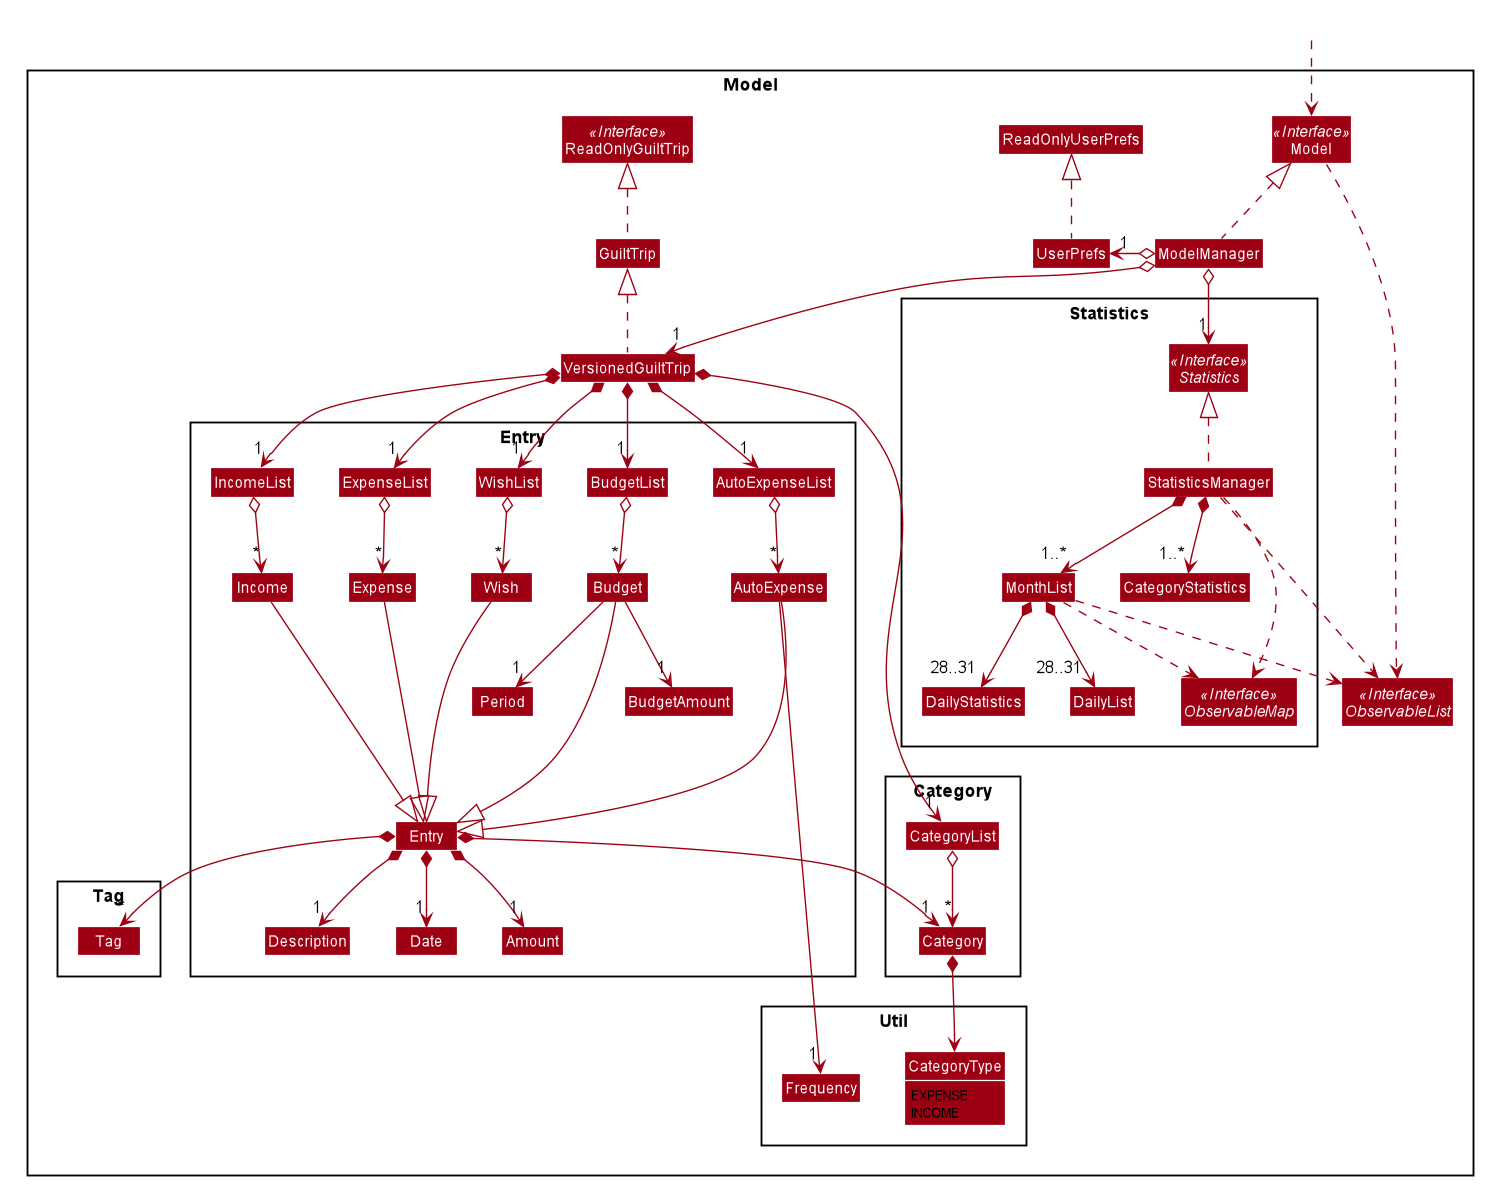 Model
«Interface»
ReadOnlyGuiltTrip
ReadOnlyUserPrefs
«Interface»
Model
GuiltTrip
UserPrefs
1
ModelManager
Statistics
1
1
VersionedGuiltTrip
«Interface»
Statistics
Entry
1
1
1
1
1
IncomeList
ExpenseList
WishList
BudgetList
AutoExpenseList
StatisticsManager
*
*
*
*
*
1..*
1..*
Income
Expense
Wish
Budget
AutoExpense
MonthList
CategoryStatistics
1
1
28..31
28..31
Period
BudgetAmount
DailyStatistics
DailyList
«Interface»
ObservableMap
«Interface»
ObservableList
Category
1
Entry
CategoryList
Tag
*
1
1
1
1
*
Tag
Description
Date
Amount
Category
Util
1
Frequency
CategoryType
EXPENSE
INCOME